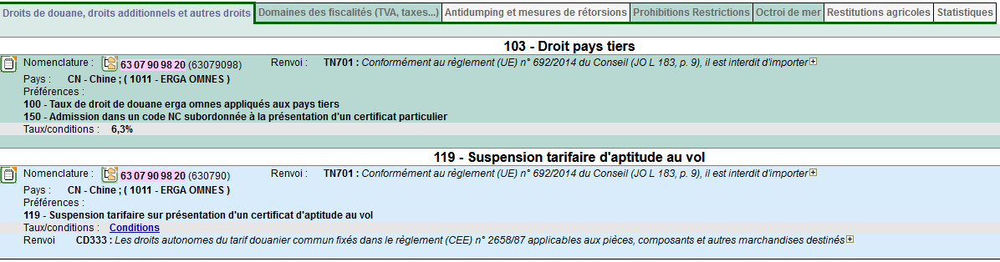 Droits de douane, droits additionnels et autres droits Domaines des fiscalités (TVA, taxes...) Antidumping et mesures de rétorsions Prohibitions Restrictions Octroi de mer Restitutions agricoles Statistiques
103 - Droit pays tiers
Nomenclature : 63 07 90 98 20 (63079098) Renvoi : TN701 : Conformément au règlement (UE) n° 692/2014 du Conseil (JO L 183, p. 9), il est interdit d'importer
Pays : CN - Chine ; ( 1011 - ERGA OMNES )
Préférences :
100 - Taux de droit de douane erga omnes appliqués aux pays tiers
150 - Admission dans un code NC subordonnée à la présentation d'un certificat particulier
Taux/conditions : 6,3%
119 - Suspension tarifaire d'aptitude au vol
Nomenclature : 63 07 90 98 20 (630790) Renvoi : TN701 : Conformément au règlement (UE) n° 692/2014 du Conseil (JO L 183, p. 9), il est interdit d'importer
Pays : CN - Chine ; ( 1011 - ERGA OMNES )
Préférences :
119 - Suspension tarifaire sur présentation d'un certificat d'aptitude au vol
Taux/conditions : Conditions
Renvoi CD333 : Les droits autonomes du tarif douanier commun fixés dans le règlement (CEE) n° 2658/87 applicables aux pièces, composants et autres marchandises destinés